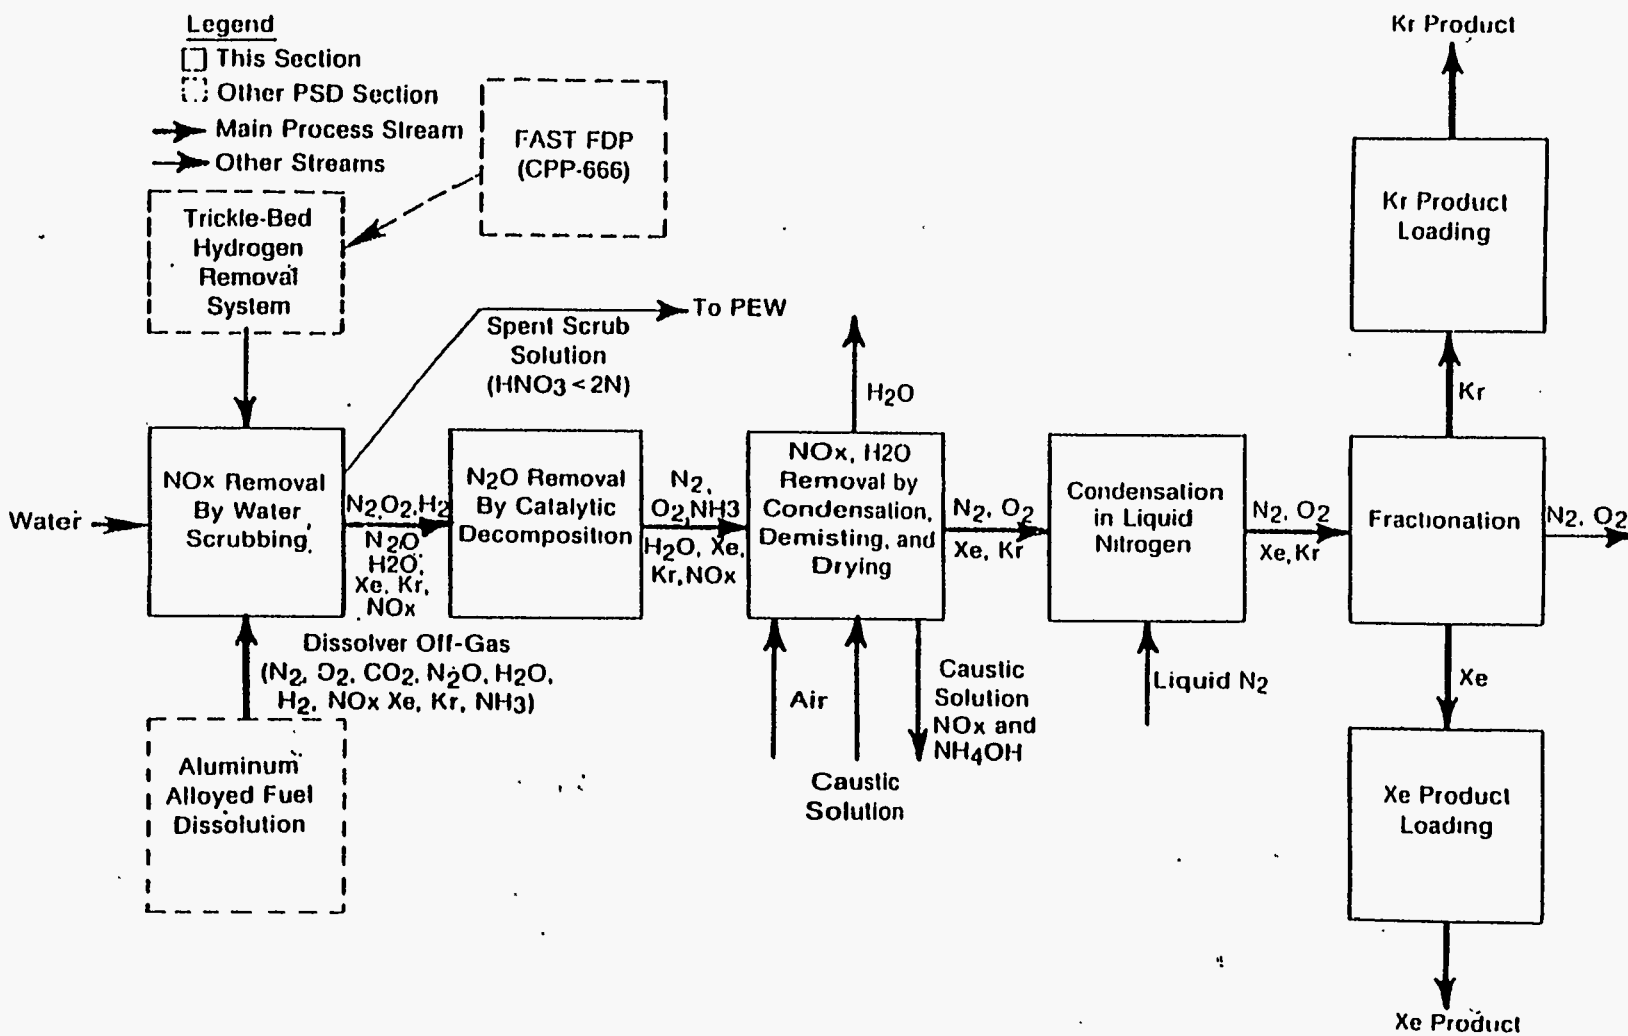 Legend
This Section
Other PSD Section
Main Process Stream
Other Streams
FAST FDP
(CPP-666)
Trickle-Bed
Hydrogen
Removal
System
To PEW
Spent Scrub
Solution
(HNO3 < 2N)
Water
NOx Removal
By Water
Scrubbing
N2,O2,H2
N2O,
H2O,
Xe, Kr,
NOx
N2O Removal
By Catalytic
Decomposition
N2,
O2,NH3
H2O, Xe,
Kr,NOx
H2O
NOx, H2O
Removal by
Condensation,
Demisting, and
Drying
N2, O2
Xe, Kr
Condensation
in Liquid
Nitrogen
N2, O2
Xe, Kr
Fractionation
N2, O2
Kr
Kr Product
Loading
Kr Product
Xe
Xe Product
Loading
Xe Product
Dissolver Off-Gas
(N2, O2, CO2, N2O, H2O,
H2, NOx Xe, Kr, NH3)
Aluminum
Alloyed Fuel
Dissolution
Air
Caustic
Solution
Caustic
Solution
NOx and
NH4OH
Liquid N2